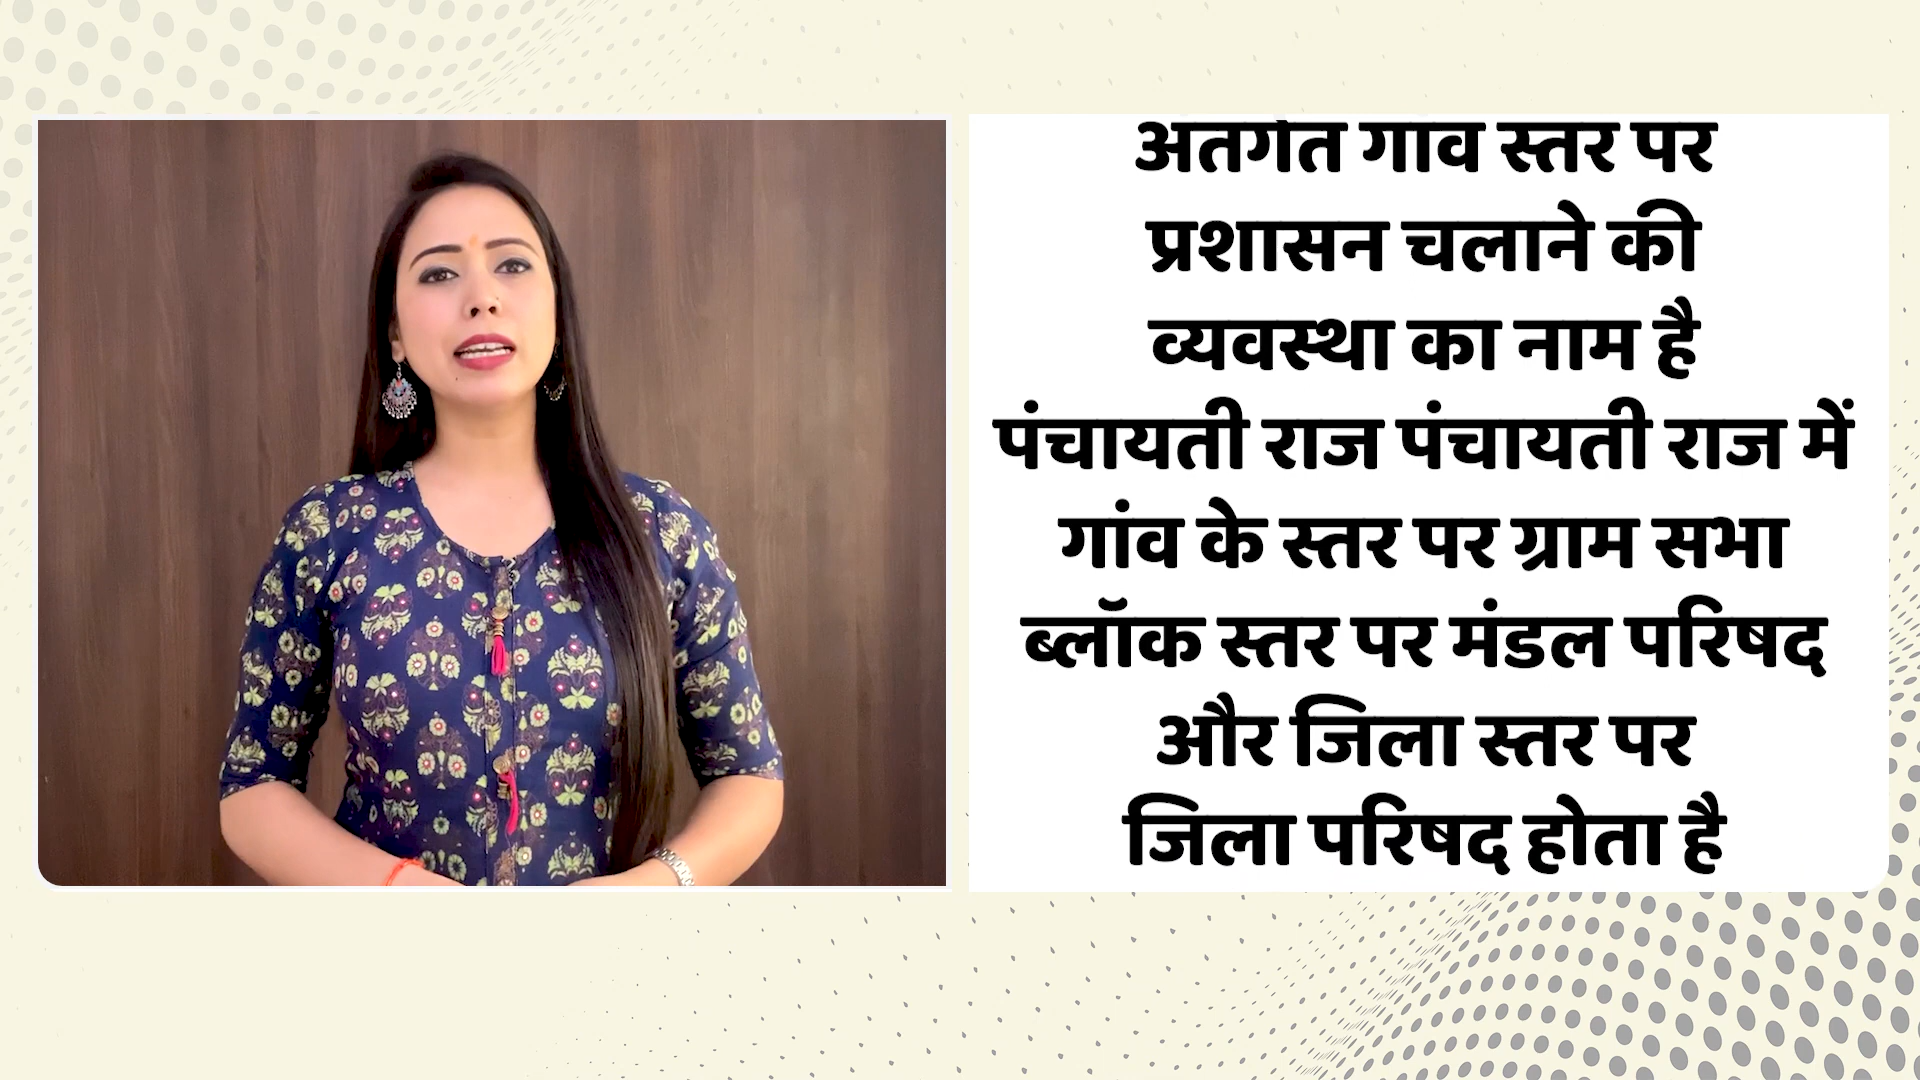 अंतर्गत गांव स्तर पर
प्रशासन चलाने की
व्यवस्था का नाम है
पंचायती राज पंचायती राज में
गांव के स्तर पर ग्राम सभा
ब्लॉक स्तर पर मंडल परिषद
और जिला स्तर पर
जिला परिषद होता है